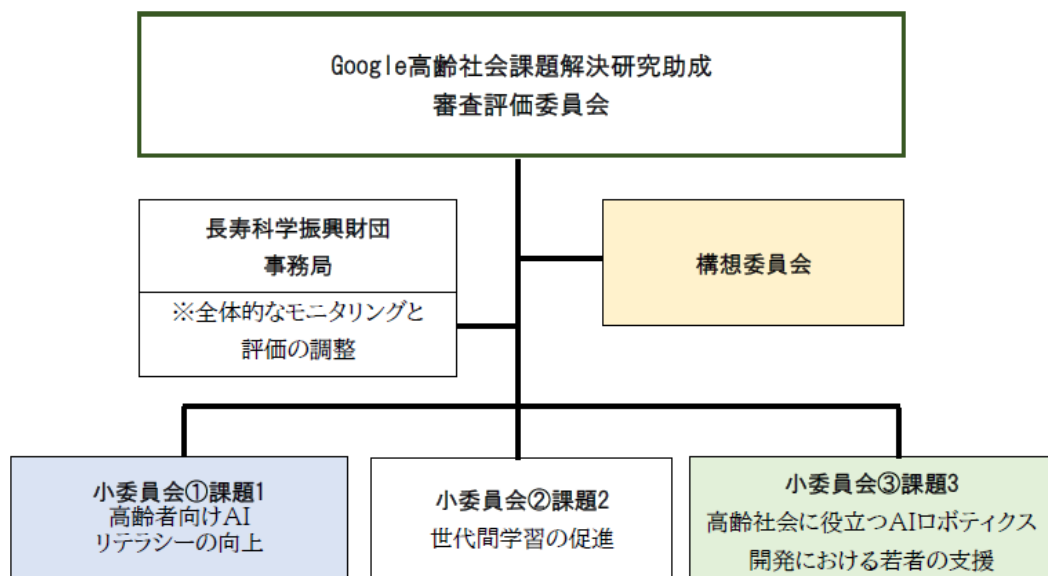 Google高齢社会課題解決研究助成
審査評価委員会
長寿科学振興財団
事務局
※全体的なモニタリングと
評価の調整
構想委員会
小委員会①課題1
高齢者向けAI
リテラシーの向上
小委員会②課題2
世代間学習の促進
小委員会③課題3
高齢社会に役立つAIロボティクス
開発における若者の支援